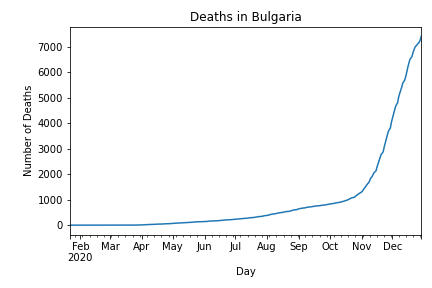 Deaths in Bulgaria
Number of Deaths
7000
6000
5000
4000
3000
2000
1000
0
Feb Mar Apr May Jun Jul Aug Sep Oct Nov Dec
2020
Day